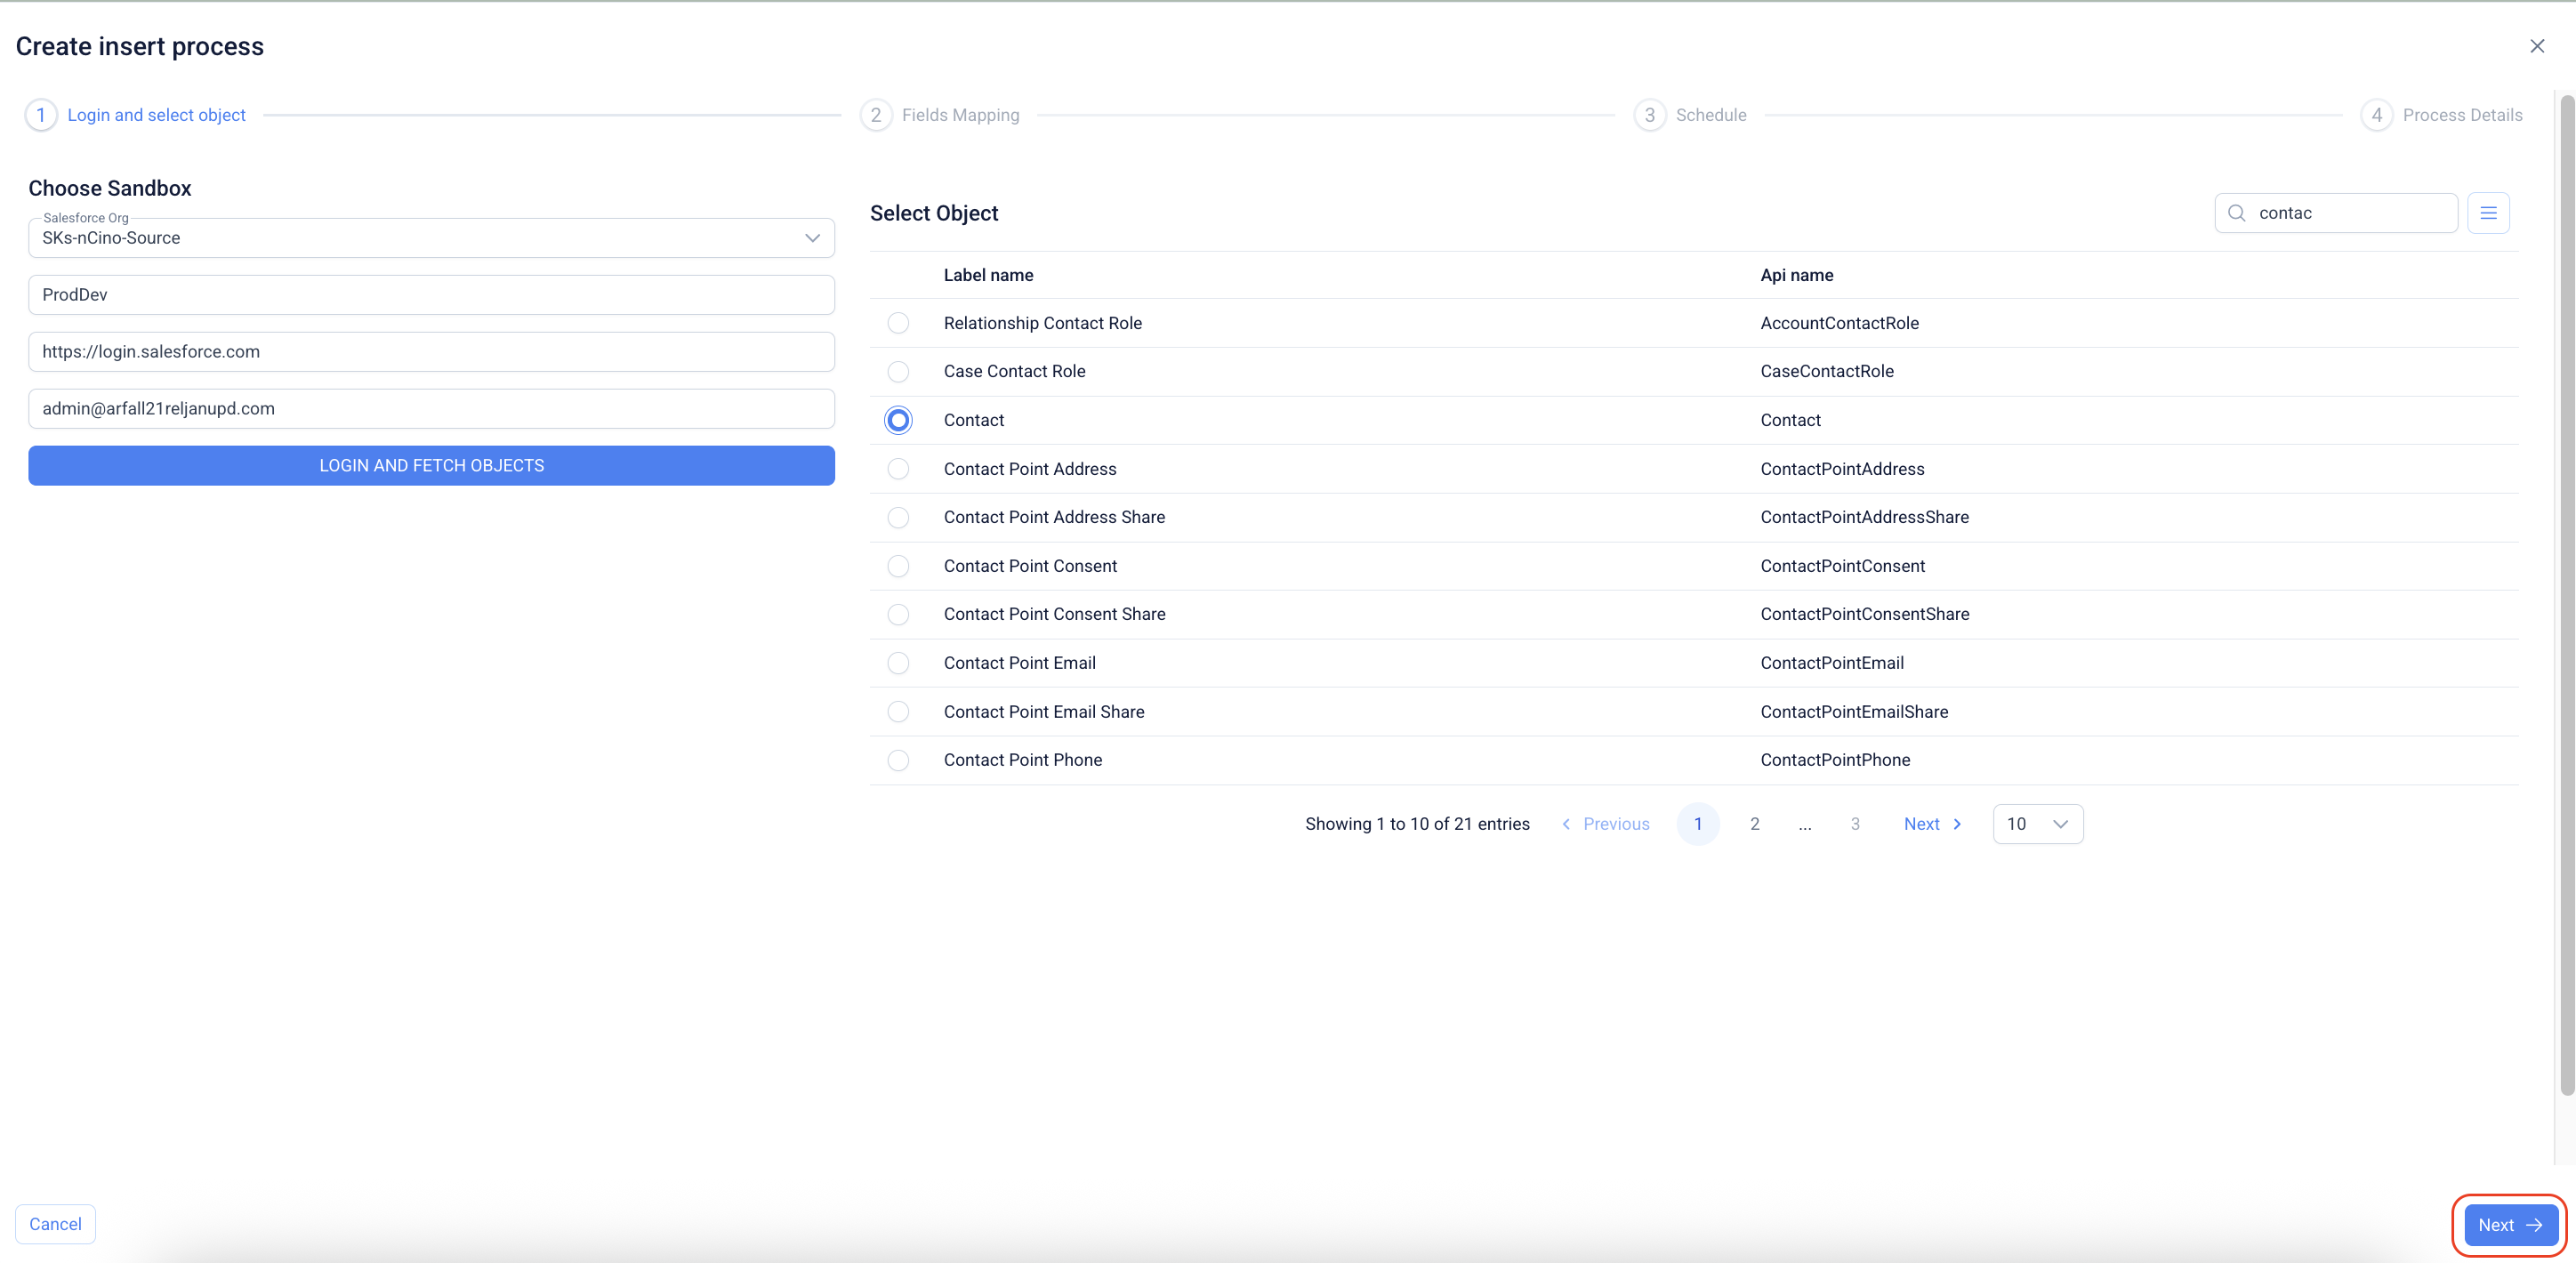 Create insert process
1 Login and select object 2 Fields Mapping 3 Schedule 4 Process Details
Choose Sandbox
Salesforce Org
SKs-nCino-Source
ProdDev
https://login.salesforce.com
admin@arfall21reljanupd.com
LOGIN AND FETCH OBJECTS
Select Object contac
Label name Api name
Relationship Contact Role AccountContactRole
Case Contact Role CaseContactRole
Contact Contact
Contact Point Address ContactPointAddress
Contact Point Address Share ContactPointAddressShare
Contact Point Consent ContactPointConsent
Contact Point Consent Share ContactPointConsentShare
Contact Point Email ContactPointEmail
Contact Point Email Share ContactPointEmailShare
Contact Point Phone ContactPointPhone
Showing 1 to 10 of 21 entries Previous 1 2 ... 3 Next 10
Cancel Next